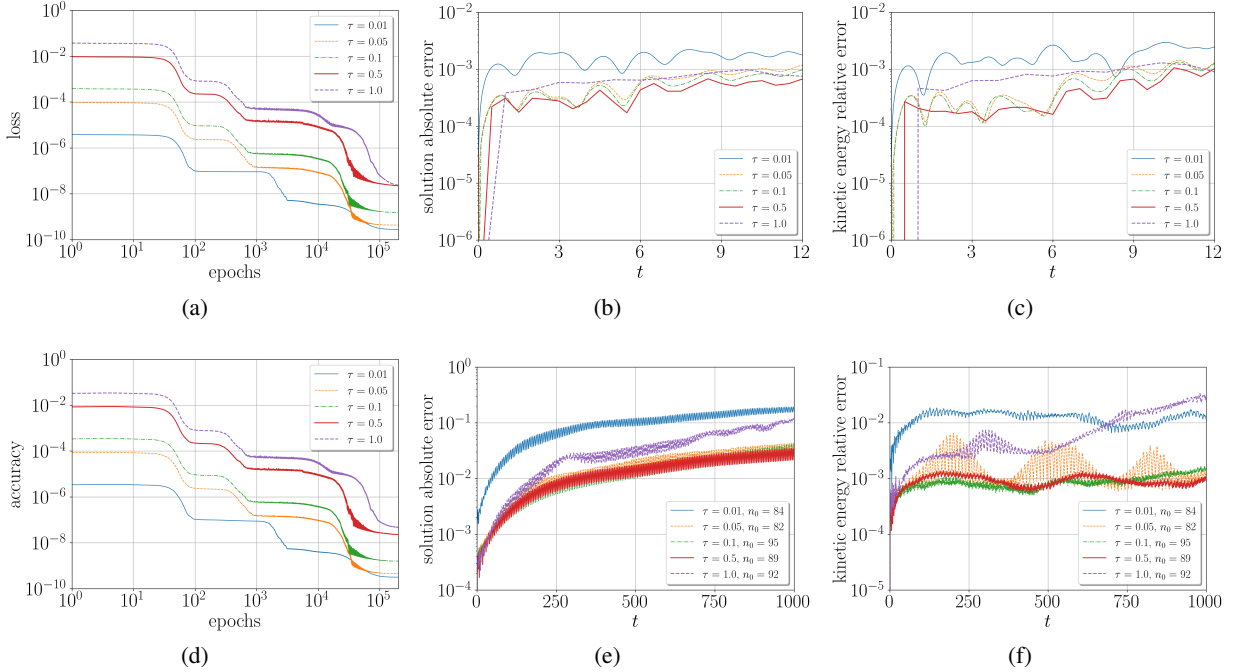 10^0
10^-2
10^-4
10^-6
10^-8
10^-10
loss
10^0 10^1 10^2 10^3 10^4 10^5
epochs
τ = 0.01
τ = 0.05
τ = 0.1
τ = 0.5
τ = 1.0
(a)
10^-2
10^-3
10^-4
10^-5
10^-6
solution absolute error
0 3 6 9 12
t
τ = 0.01
τ = 0.05
τ = 0.1
τ = 0.5
τ = 1.0
(b)
10^-2
10^-3
10^-4
10^-5
10^-6
kinetic energy relative error
0 3 6 9 12
t
τ = 0.01
τ = 0.05
τ = 0.1
τ = 0.5
τ = 1.0
(c)
10^0
10^-2
10^-4
10^-6
10^-8
10^-10
accuracy
10^0 10^1 10^2 10^3 10^4 10^5
epochs
τ = 0.01
τ = 0.05
τ = 0.1
τ = 0.5
τ = 1.0
(d)
10^0
10^-1
10^-2
10^-3
10^-4
solution absolute error
0 250 500 750 1000
t
τ = 0.01, n_0 = 84
τ = 0.05, n_0 = 82
τ = 0.1, n_0 = 95
τ = 0.5, n_0 = 89
τ = 1.0, n_0 = 92
(e)
10^-1
10^-2
10^-3
10^-4
10^-5
kinetic energy relative error
0 250 500 750 1000
t
τ = 0.01, n_0 = 84
τ = 0.05, n_0 = 82
τ = 0.1, n_0 = 95
τ = 0.5, n_0 = 89
τ = 1.0, n_0 = 92
(f)